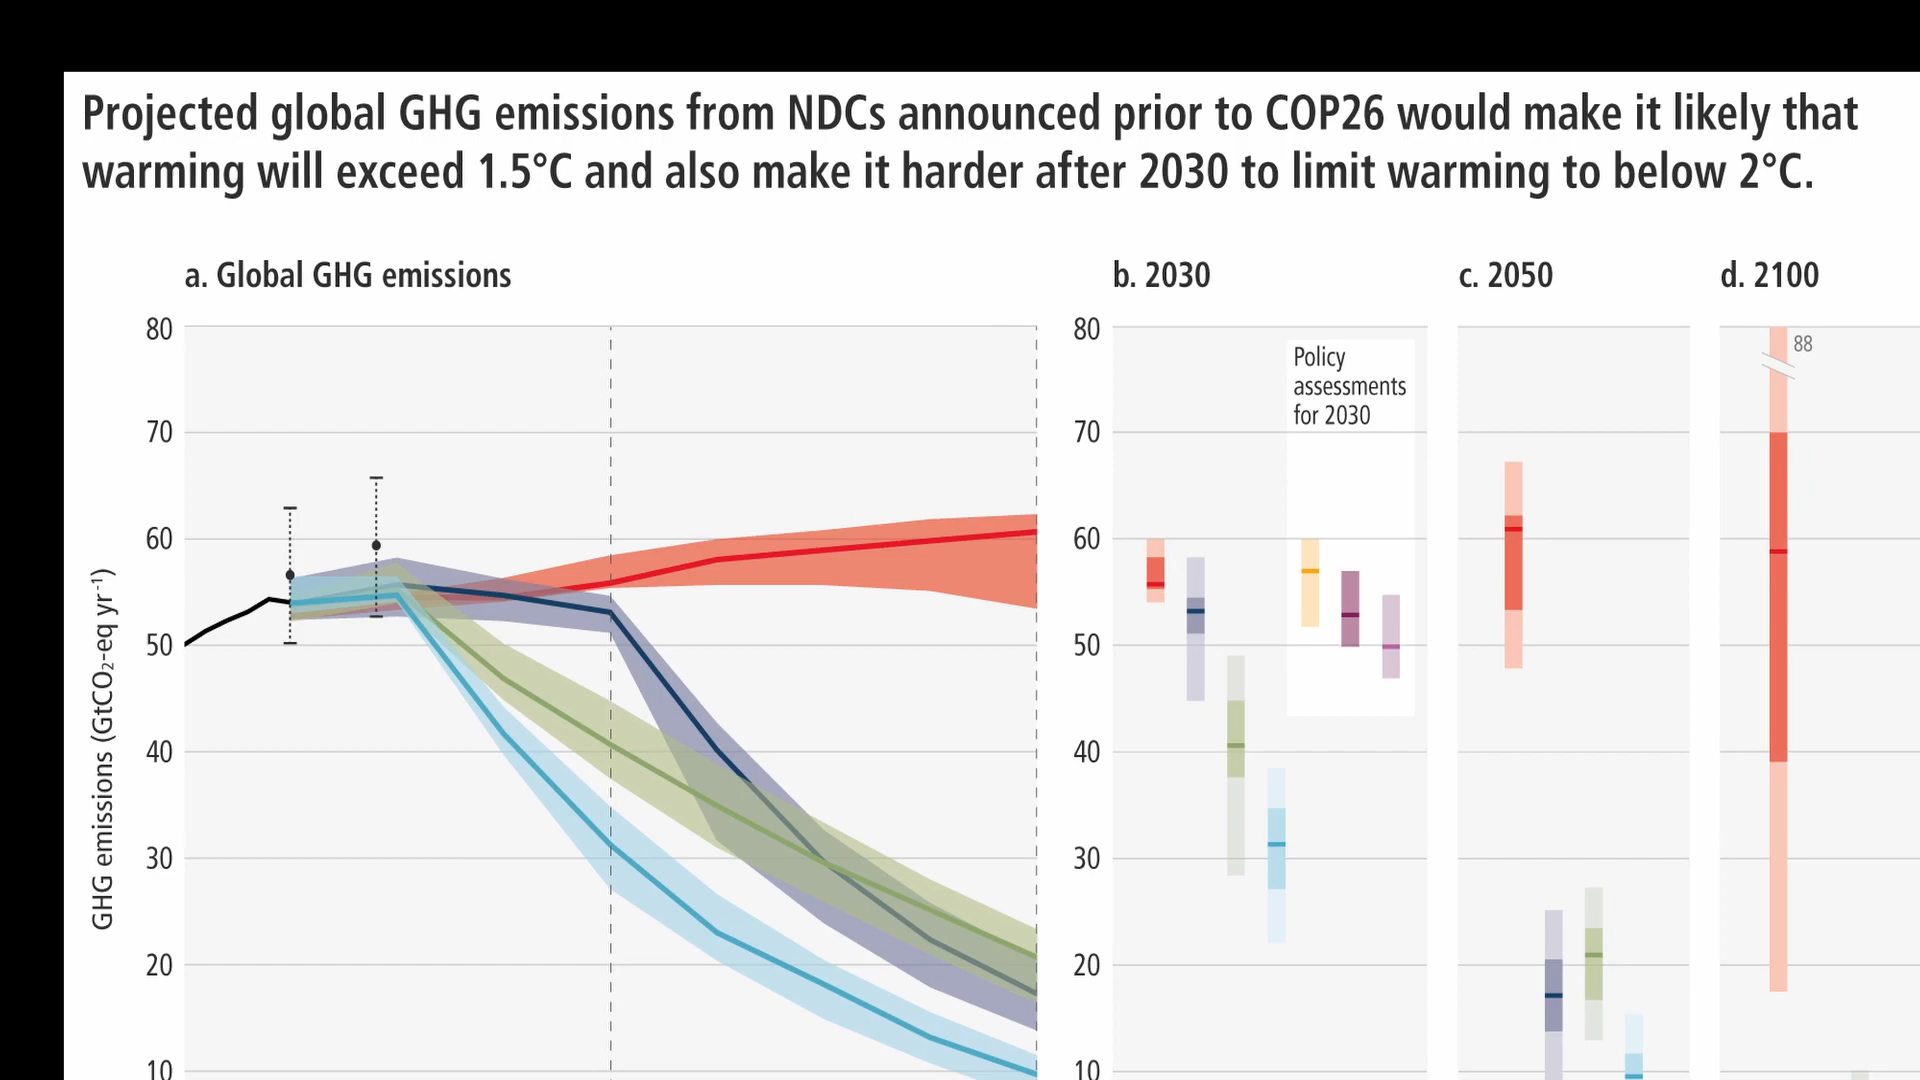 Projected global GHG emissions from NDCs announced prior to COP26 would make it likely that
warming will exceed 1.5°C and also make it harder after 2030 to limit warming to below 2°C.
a. Global GHG emissions
b. 2030
c. 2050
d. 2100
GHG emissions (GtCO₂-eq yr⁻¹)
80
70
60
50
40
30
20
10
80
70
60
50
40
30
20
10
Policy
assessments
for 2030
88